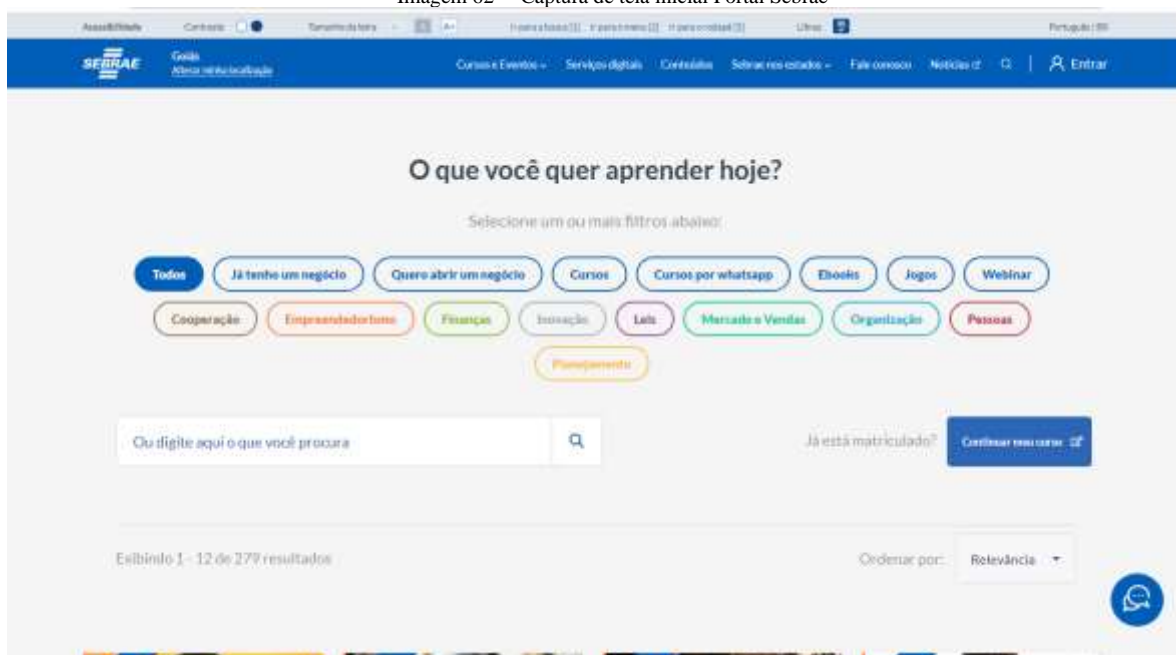 Imagem 02 – Captura de tela inicial Portal Sebrae
Acessibilidade Contraste Tamanho da letra A+ Libras Português | BR
SEBRAE Goiás Cursos e Eventos Serviços digitais Conteúdos Sebrae nos estados Fale conosco Notícias Entrar
Alterar minha localização
O que você quer aprender hoje?
Selecione um ou mais filtros abaixo:
Todos Já tenho um negócio Quero abrir um negócio Cursos Cursos por whatsapp Ebooks Jogos Webinar
Cooperação Empreendedorismo Finanças Inovação Leis Mercado e Vendas Organização Pessoas
Planejamento
Ou digite aqui o que você procura Já está matriculado? Continuar meu curso
Exibindo 1 - 12 de 279 resultados Ordenar por: Relevância